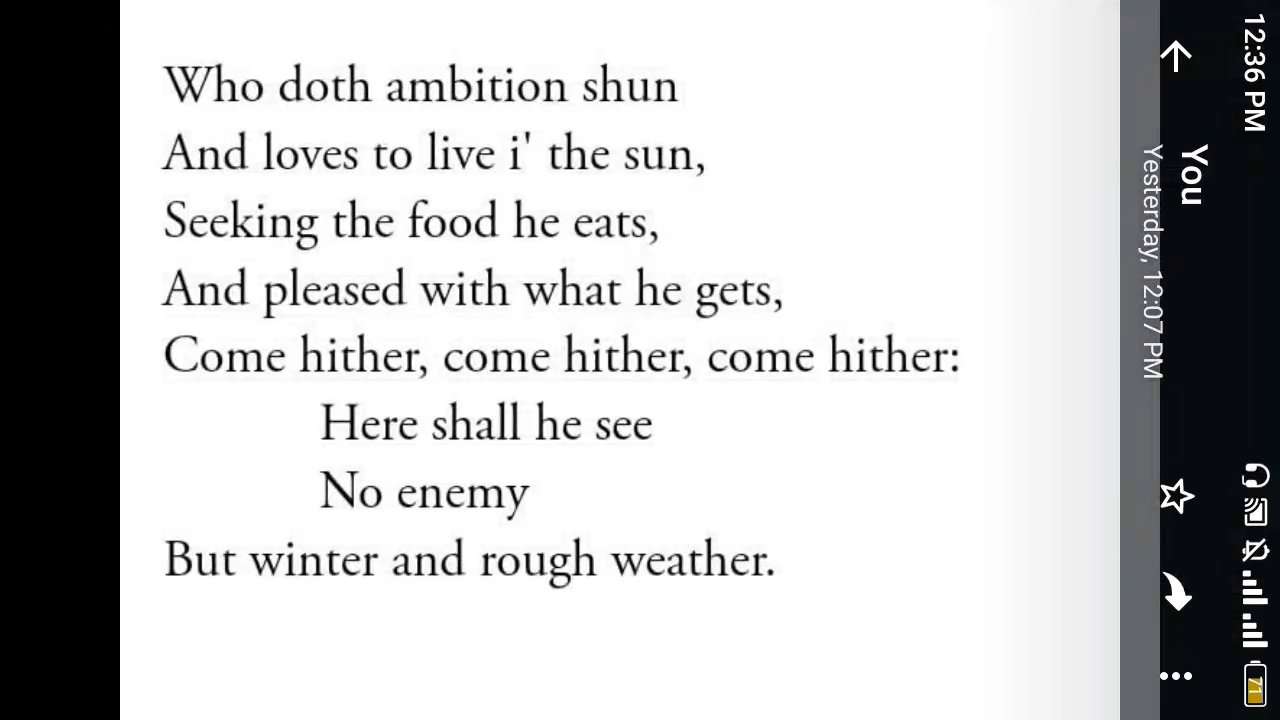 Who doth ambition shun
And loves to live i' the sun,
Seeking the food he eats,
And pleased with what he gets,
Come hither, come hither, come hither:
Here shall he see
No enemy
But winter and rough weather.
12:36 PM
You
Yesterday, 12:07 PM
71